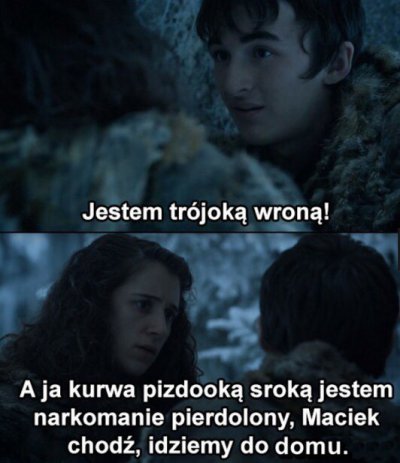 Jestem trójoką wroną!
A ja kurwa pizdooką sroką jestem
narkomanie pierdolony, Maciek
chodź, idziemy do domu.